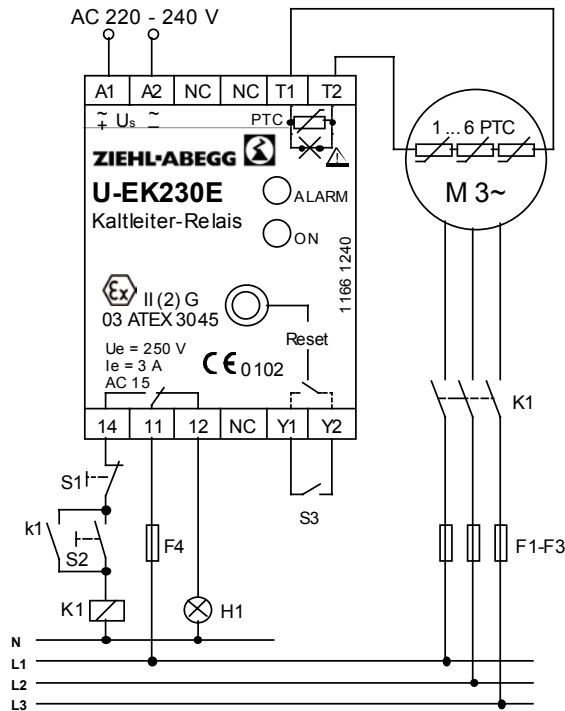 AC 220 - 240 V
A1 A2 NC NC T1 T2
~ + Us ~ − PTC
1 ... 6 PTC
ZIEHL-ABEGG
M 3~
U-EK230E
ALARM
Kaltleiter-Relais
ON
1166 1240
Ex II (2) G
03 ATEX 3045
Reset
Ue = 250 V
Ie = 3 A
AC 15
CE 0102
K1
14 11 12 NC Y1 Y2
S1
S3
k1
S2
F4
F1-F3
K1
H1
N
L1
L2
L3